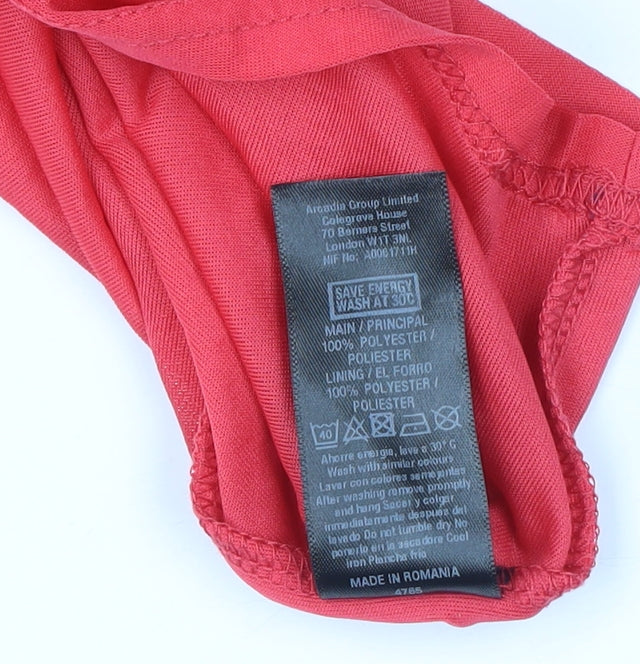 Arcadia Group Limited
Colegrave House
70 Berners Street
London W1T 3NL
NIF No: A0061711H
SAVE ENERGY
WASH AT 30°C
MAIN / PRINCIPAL
100% POLYESTER /
POLIESTER
LINING / EL FORRO
100% POLYESTER /
POLIESTER
40
Ahorre energia, lave a 30° C
Wash with similar colours
Lavar con colores semejantes
After washing remove promptly
and hang Sacar y colgar
immediatamente despues del
lavado Do not tumble dry No
ponerlo en la secadora Cool
iron Plancha fria
MADE IN ROMANIA
4765